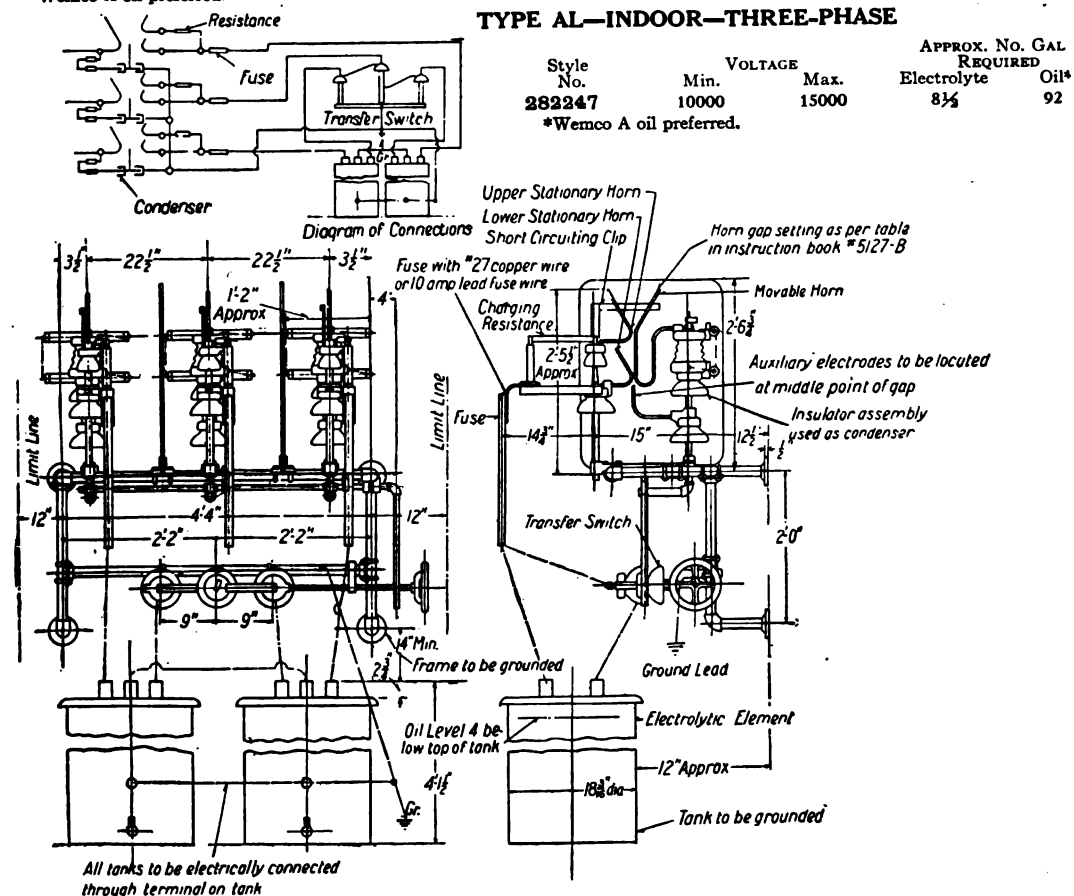 TYPE AL—INDOOR—THREE-PHASE
Style No.
VOLTAGE
Min.
Max.
APPROX. NO. GAL REQUIRED
Electrolyte
Oil*
282247
10000
15000
8½
92
*Wemco A oil preferred.
Resistance
Fuse
Transfer Switch
Gr.
Condenser
Diagram of Connections
3½"
22½"
22½"
3½"
1'-2"
Approx
4"
Limit Line
Limit Line
12"
4'-4"
12"
2'-2"
2'-2"
9"
9"
4" Min.
Frame to be grounded
4'-1½"
Gr.
All tanks to be electrically connected
through terminal on tank
Upper Stationary Horn
Lower Stationary Horn
Short Circuiting Clip
Fuse with #27 copper wire
or 10 amp lead fuse wire
Charging
Resistance
2'-5½"
Approx
Horn gap setting as per table
in instruction book #5127-B
Movable Horn
2'-6¾"
Auxiliary electrodes to be located
at middle point of gap
Insulator assembly
used as condenser
Fuse
14¾"
15"
12½"
Transfer Switch
2'-0"
Ground Lead
Oil Level 4 be-
low top of tank
Electrolytic Element
12" Approx
dia
Tank to be grounded